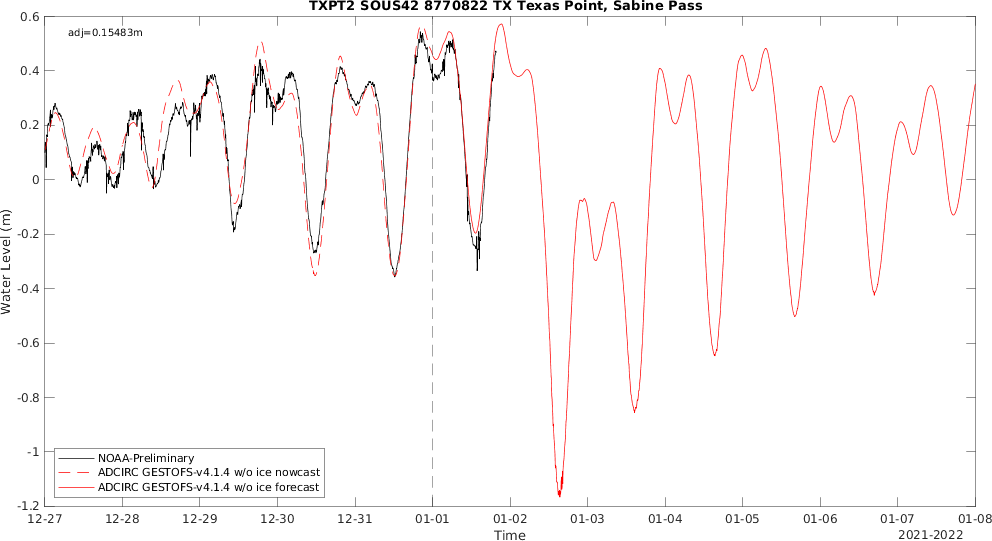 TXPT2 SOUS42 8770822 TX Texas Point, Sabine Pass
adj=0.15483m
0.6
0.4
0.2
0
-0.2
-0.4
-0.6
-0.8
-1
-1.2
Water Level (m)
NOAA-Preliminary
ADCIRC GESTOFS-v4.1.4 w/o ice nowcast
ADCIRC GESTOFS-v4.1.4 w/o ice forecast
12-27 12-28 12-29 12-30 12-31 01-01 01-02 01-03 01-04 01-05 01-06 01-07 01-08
Time
2021-2022